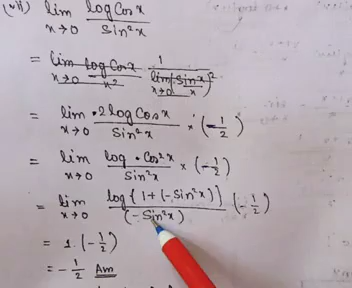 (vii) lim x→0 log Cos x / Sin²x
= lim x→0 log Cos x / x² · 1 / lim x→0 (Sin x / x)²
= lim x→0 · 2 log Cos x / Sin²x × (-1/2)
= lim x→0 log · Cos²x / Sin²x × (-1/2)
= lim x→0 log {1 + (-Sin²x)} / (-Sin²x) (-1/2)
= 1 · (-1/2)
= -1/2 Ans